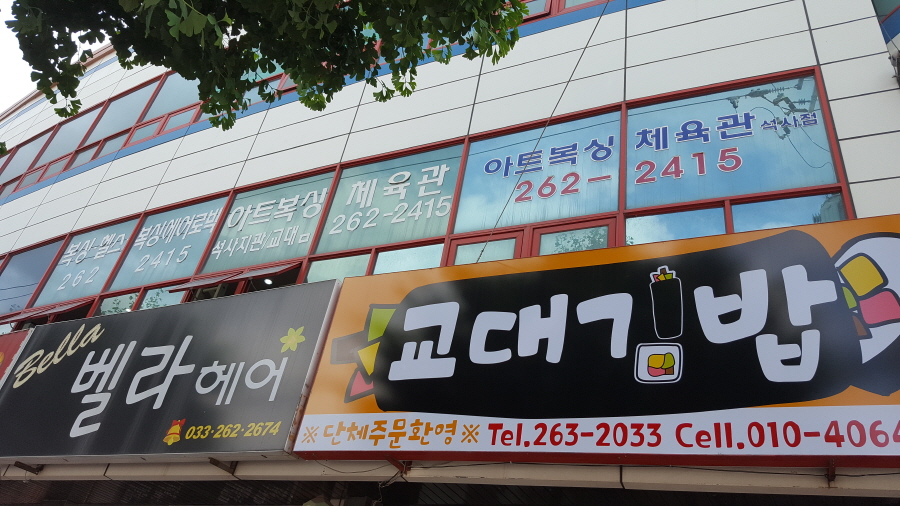 복싱·헬스
262
복싱에어로빅
2415
아트복싱
석사지관/교대점
체육관
262-2415
아트복싱 체육관 석사점
262-2415
Bella
벨라 헤어
033·262·2674
교대김밥
※단체주문환영※ Tel.263-2033 Cell.010-4064